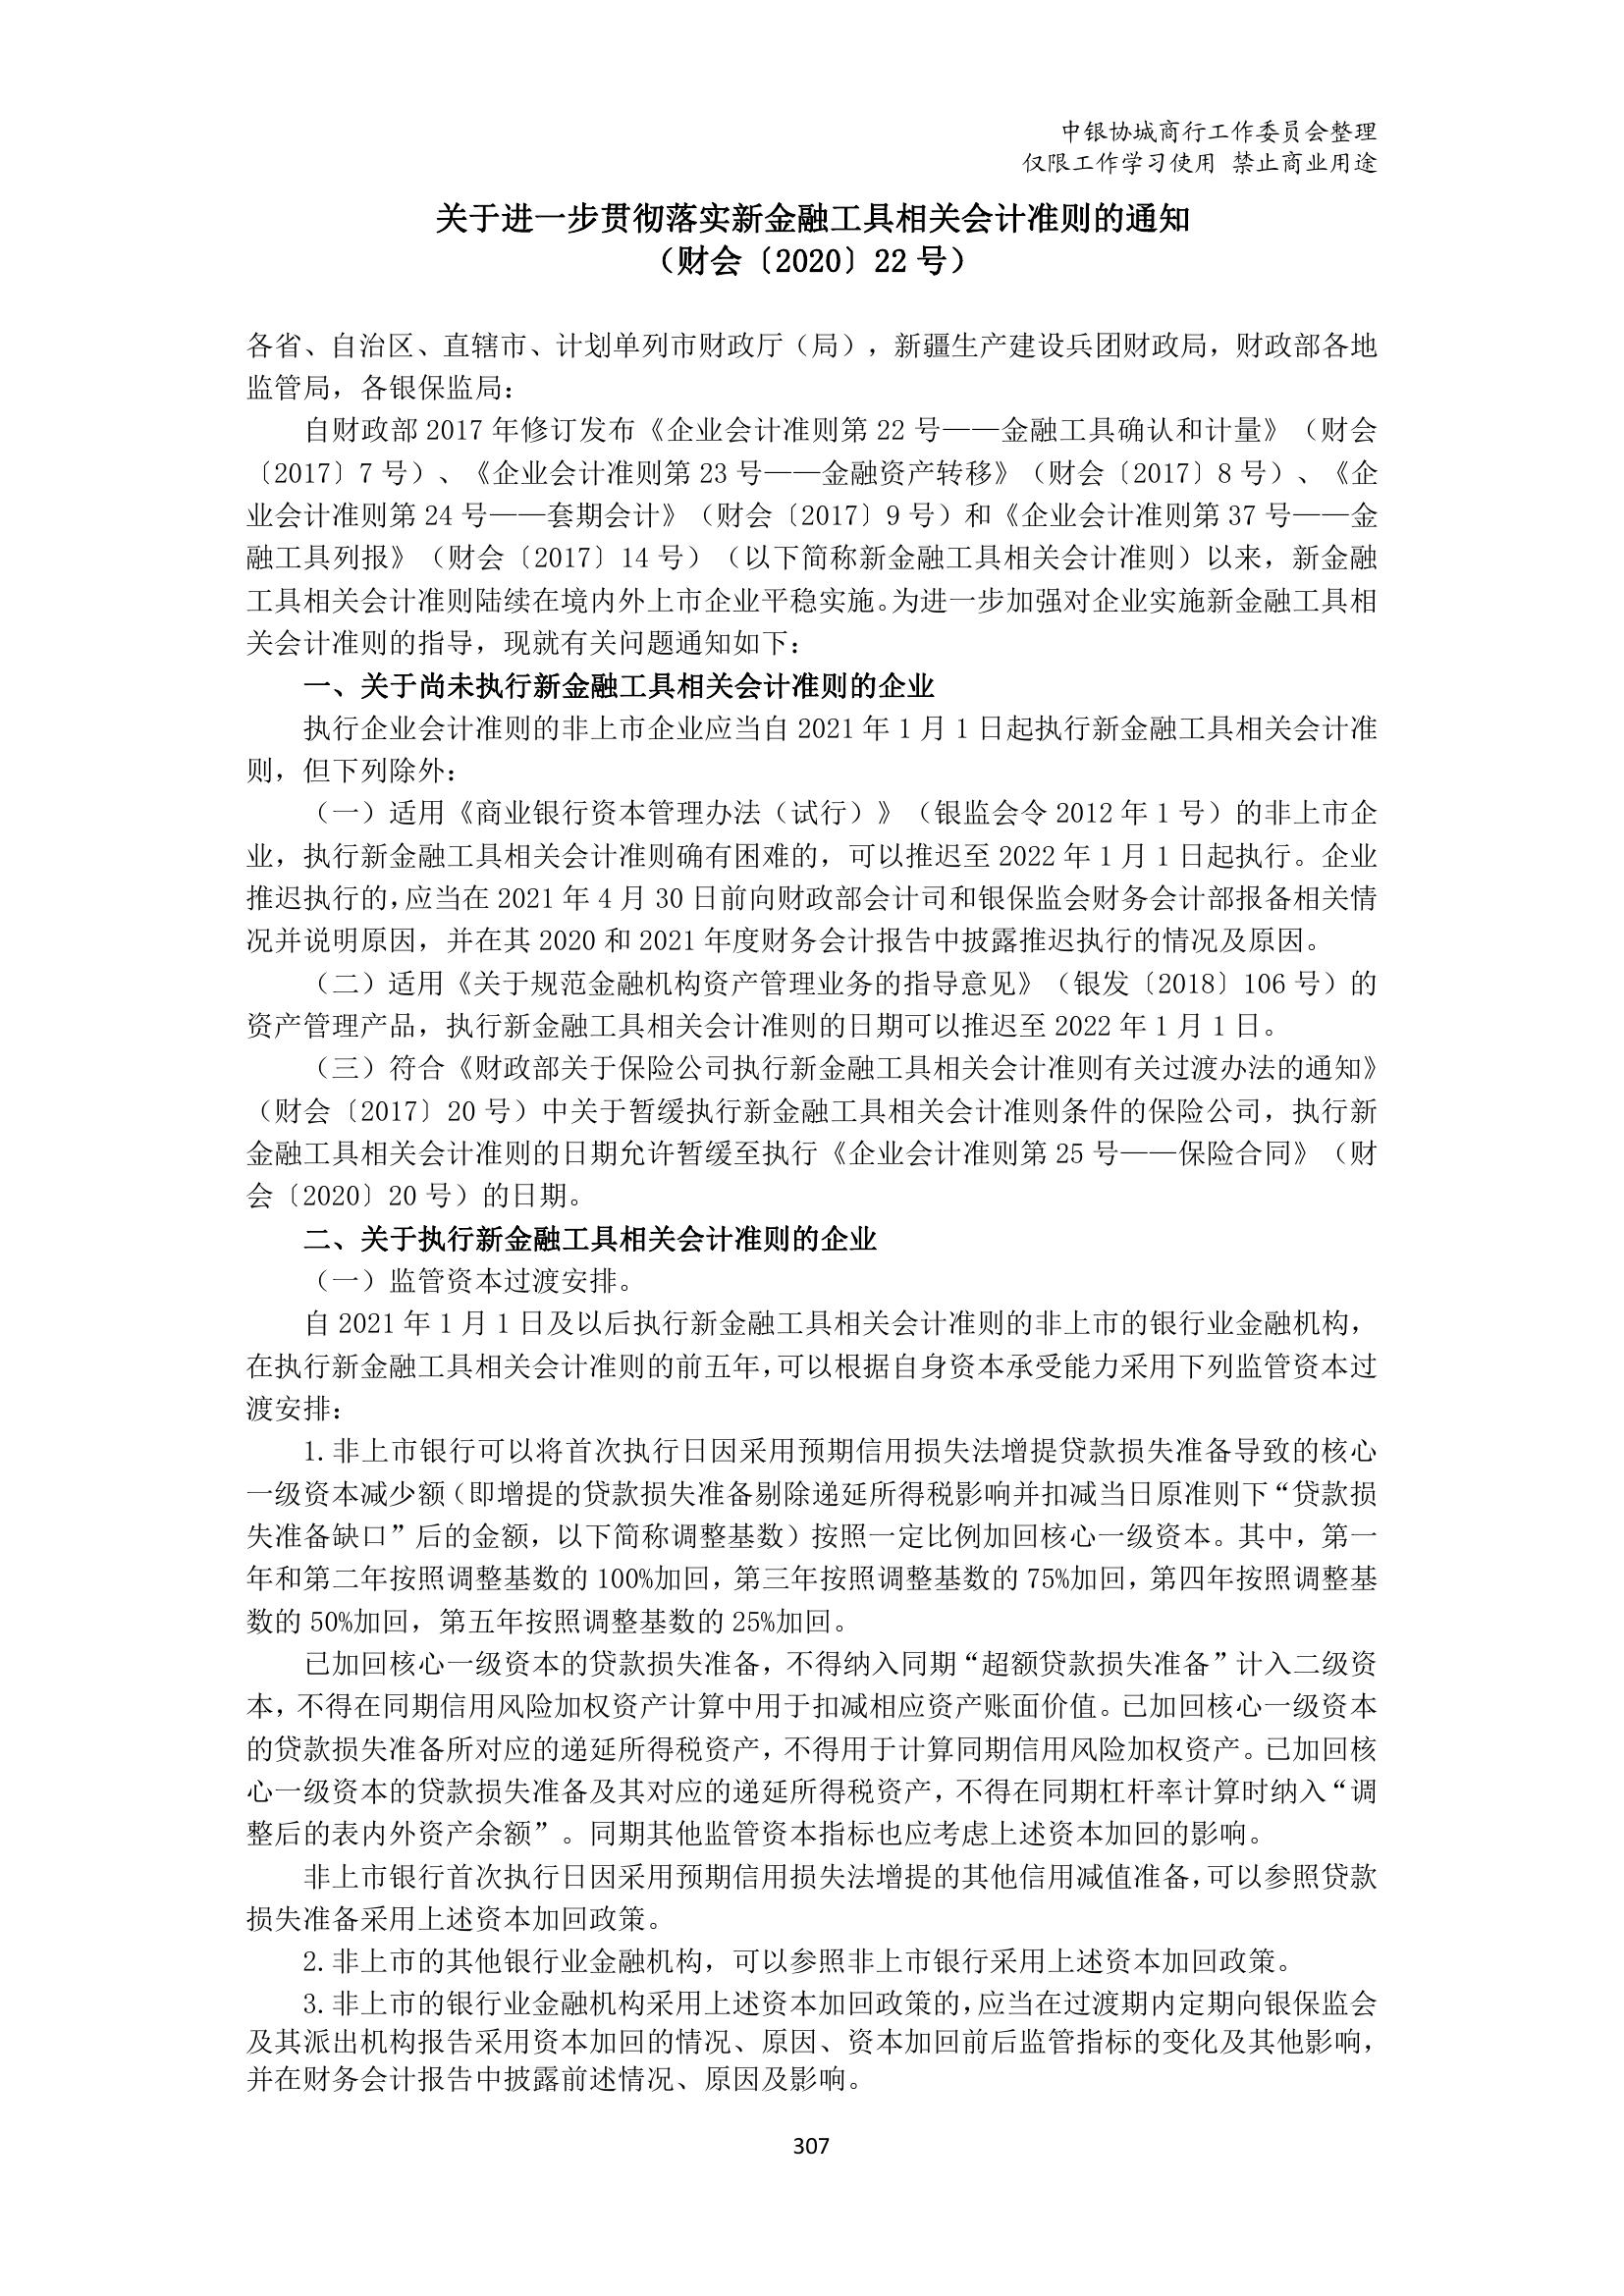 中银协城商行工作委员会整理
仅限工作学习使用 禁止商业用途
关于进一步贯彻落实新金融工具相关会计准则的通知
（财会〔2020〕22 号）
各省、自治区、直辖市、计划单列市财政厅（局），新疆生产建设兵团财政局，财政部各地
监管局，各银保监局：
自财政部 2017 年修订发布《企业会计准则第 22 号——金融工具确认和计量》（财会
〔2017〕7 号）、《企业会计准则第 23 号——金融资产转移》（财会〔2017〕8 号）、《企
业会计准则第 24 号——套期会计》（财会〔2017〕9 号）和《企业会计准则第 37 号——金
融工具列报》（财会〔2017〕14 号）（以下简称新金融工具相关会计准则）以来，新金融
工具相关会计准则陆续在境内外上市企业平稳实施。为进一步加强对企业实施新金融工具相
关会计准则的指导，现就有关问题通知如下：
一、关于尚未执行新金融工具相关会计准则的企业
执行企业会计准则的非上市企业应当自 2021 年 1 月 1 日起执行新金融工具相关会计准
则，但下列除外：
（一）适用《商业银行资本管理办法（试行）》（银监会令 2012 年 1 号）的非上市企
业，执行新金融工具相关会计准则确有困难的，可以推迟至 2022 年 1 月 1 日起执行。企业
推迟执行的，应当在 2021 年 4 月 30 日前向财政部会计司和银保监会财务会计部报备相关情
况并说明原因，并在其 2020 和 2021 年度财务会计报告中披露推迟执行的情况及原因。
（二）适用《关于规范金融机构资产管理业务的指导意见》（银发〔2018〕106 号）的
资产管理产品，执行新金融工具相关会计准则的日期可以推迟至 2022 年 1 月 1 日。
（三）符合《财政部关于保险公司执行新金融工具相关会计准则有关过渡办法的通知》
（财会〔2017〕20 号）中关于暂缓执行新金融工具相关会计准则条件的保险公司，执行新
金融工具相关会计准则的日期允许暂缓至执行《企业会计准则第 25 号——保险合同》（财
会〔2020〕20 号）的日期。
二、关于执行新金融工具相关会计准则的企业
（一）监管资本过渡安排。
自 2021 年 1 月 1 日及以后执行新金融工具相关会计准则的非上市的银行业金融机构，
在执行新金融工具相关会计准则的前五年，可以根据自身资本承受能力采用下列监管资本过
渡安排：
1.非上市银行可以将首次执行日因采用预期信用损失法增提贷款损失准备导致的核心
一级资本减少额（即增提的贷款损失准备剔除递延所得税影响并扣减当日原准则下“贷款损
失准备缺口”后的金额，以下简称调整基数）按照一定比例加回核心一级资本。其中，第一
年和第二年按照调整基数的 100%加回，第三年按照调整基数的 75%加回，第四年按照调整基
数的 50%加回，第五年按照调整基数的 25%加回。
已加回核心一级资本的贷款损失准备，不得纳入同期“超额贷款损失准备”计入二级资
本，不得在同期信用风险加权资产计算中用于扣减相应资产账面价值。已加回核心一级资本
的贷款损失准备所对应的递延所得税资产，不得用于计算同期信用风险加权资产。已加回核
心一级资本的贷款损失准备及其对应的递延所得税资产，不得在同期杠杆率计算时纳入“调
整后的表内外资产余额”。同期其他监管资本指标也应考虑上述资本加回的影响。
非上市银行首次执行日因采用预期信用损失法增提的其他信用减值准备，可以参照贷款
损失准备采用上述资本加回政策。
2.非上市的其他银行业金融机构，可以参照非上市银行采用上述资本加回政策。
3.非上市的银行业金融机构采用上述资本加回政策的，应当在过渡期内定期向银保监会
及其派出机构报告采用资本加回的情况、原因、资本加回前后监管指标的变化及其他影响，
并在财务会计报告中披露前述情况、原因及影响。
307